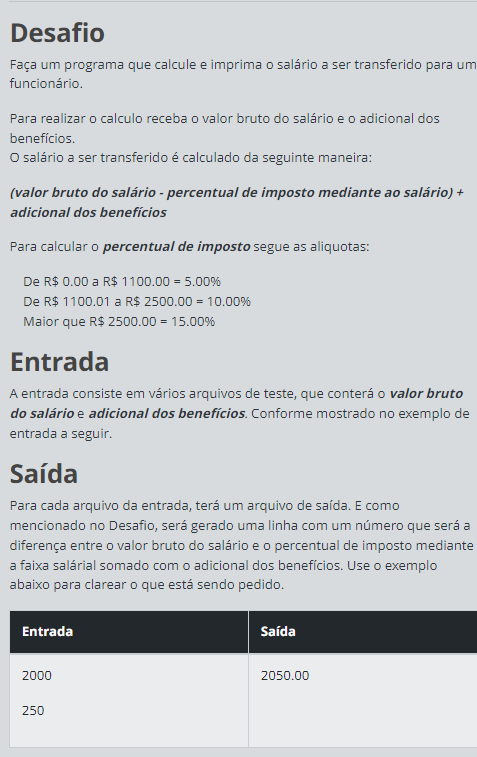 Desafio
Faça um programa que calcule e imprima o salário a ser transferido para um
funcionário.
Para realizar o calculo receba o valor bruto do salário e o adicional dos
benefícios.
O salário a ser transferido é calculado da seguinte maneira:
(valor bruto do salário - percentual de imposto mediante ao salário) +
adicional dos benefícios
Para calcular o percentual de imposto segue as aliquotas:
De R$ 0.00 a R$ 1100.00 = 5.00%
De R$ 1100.01 a R$ 2500.00 = 10.00%
Maior que R$ 2500.00 = 15.00%
Entrada
A entrada consiste em vários arquivos de teste, que conterá o valor bruto
do salário e adicional dos benefícios. Conforme mostrado no exemplo de
entrada a seguir.
Saída
Para cada arquivo da entrada, terá um arquivo de saída. E como
mencionado no Desafio, será gerado uma linha com um número que será a
diferença entre o valor bruto do salário e o percentual de imposto mediante
a faixa salárial somado com o adicional dos benefícios. Use o exemplo
abaixo para clarear o que está sendo pedido.
Entrada Saída
2000 2050.00
250